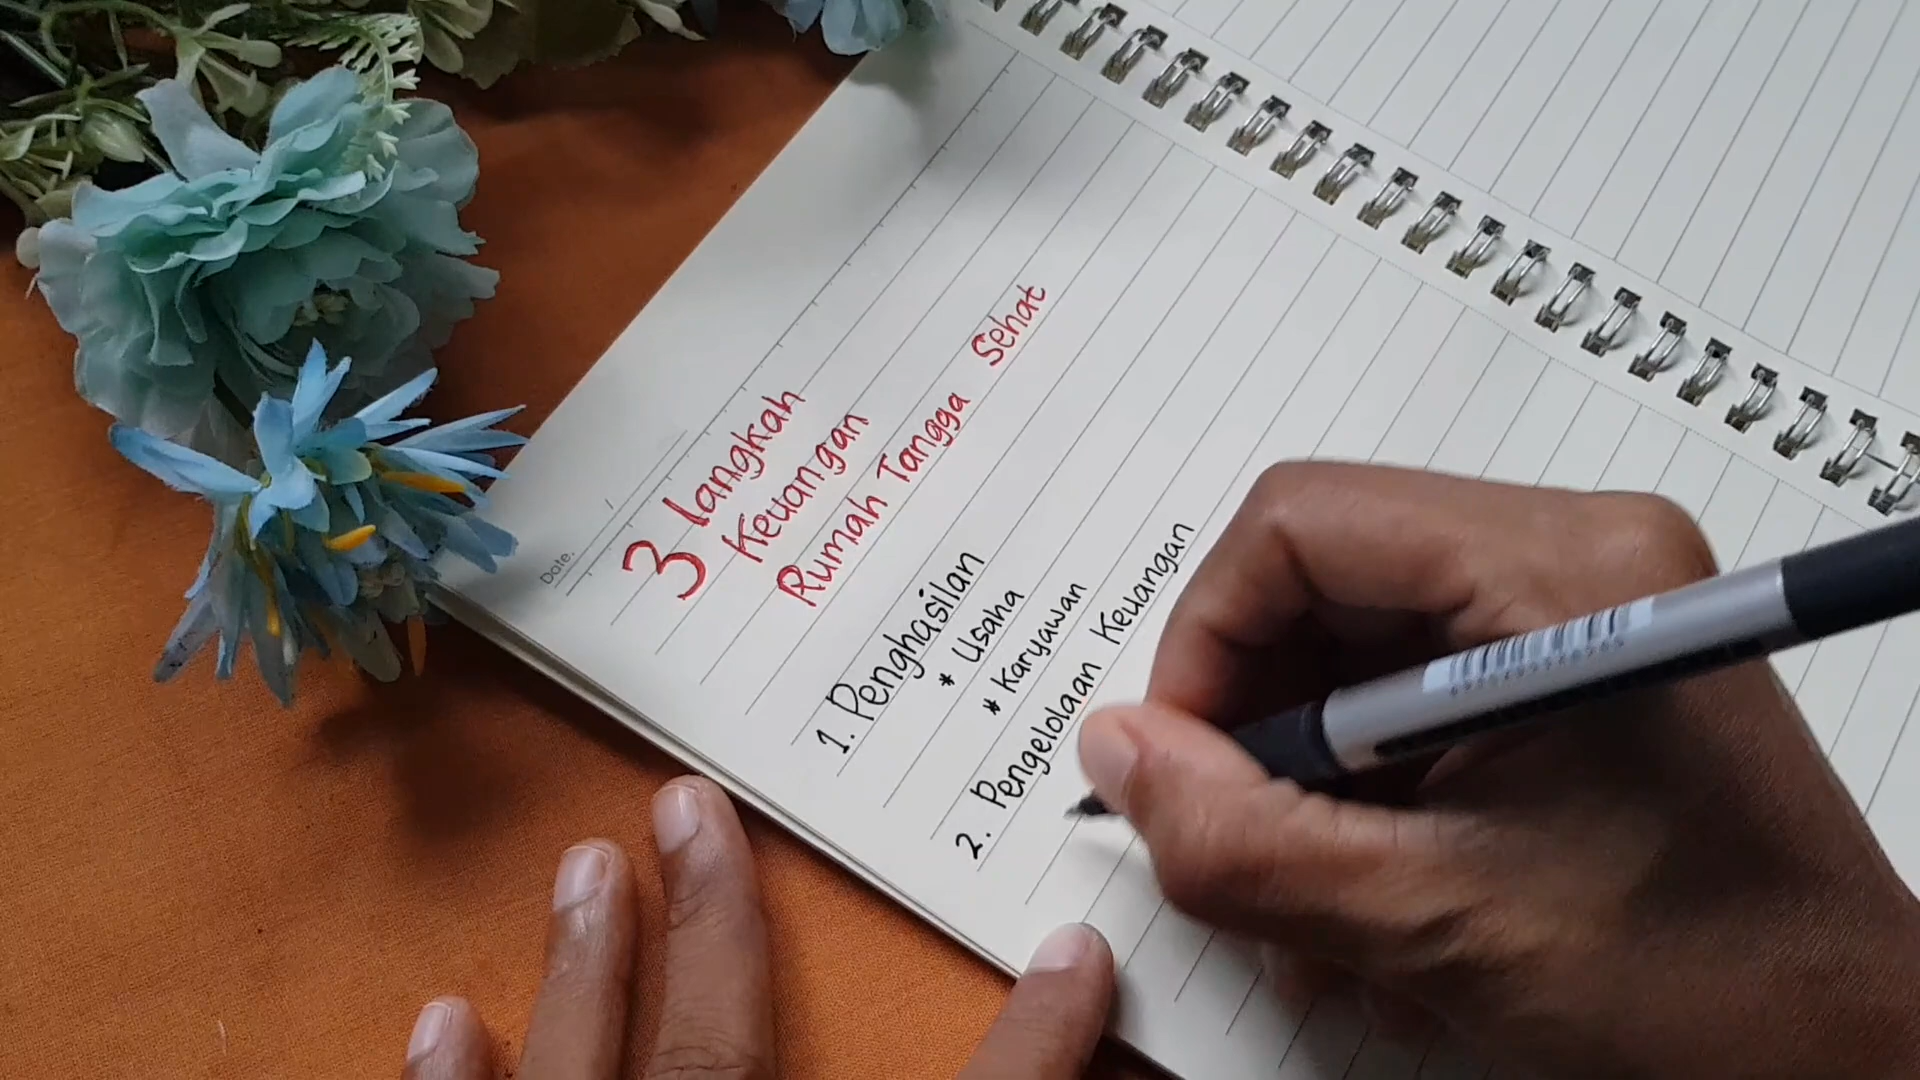 Date.
3 langkah
Keuangan
Rumah Tangga Sehat
1. Penghasilan
* Usaha
* Karyawan
2. Pengelolaan Keuangan